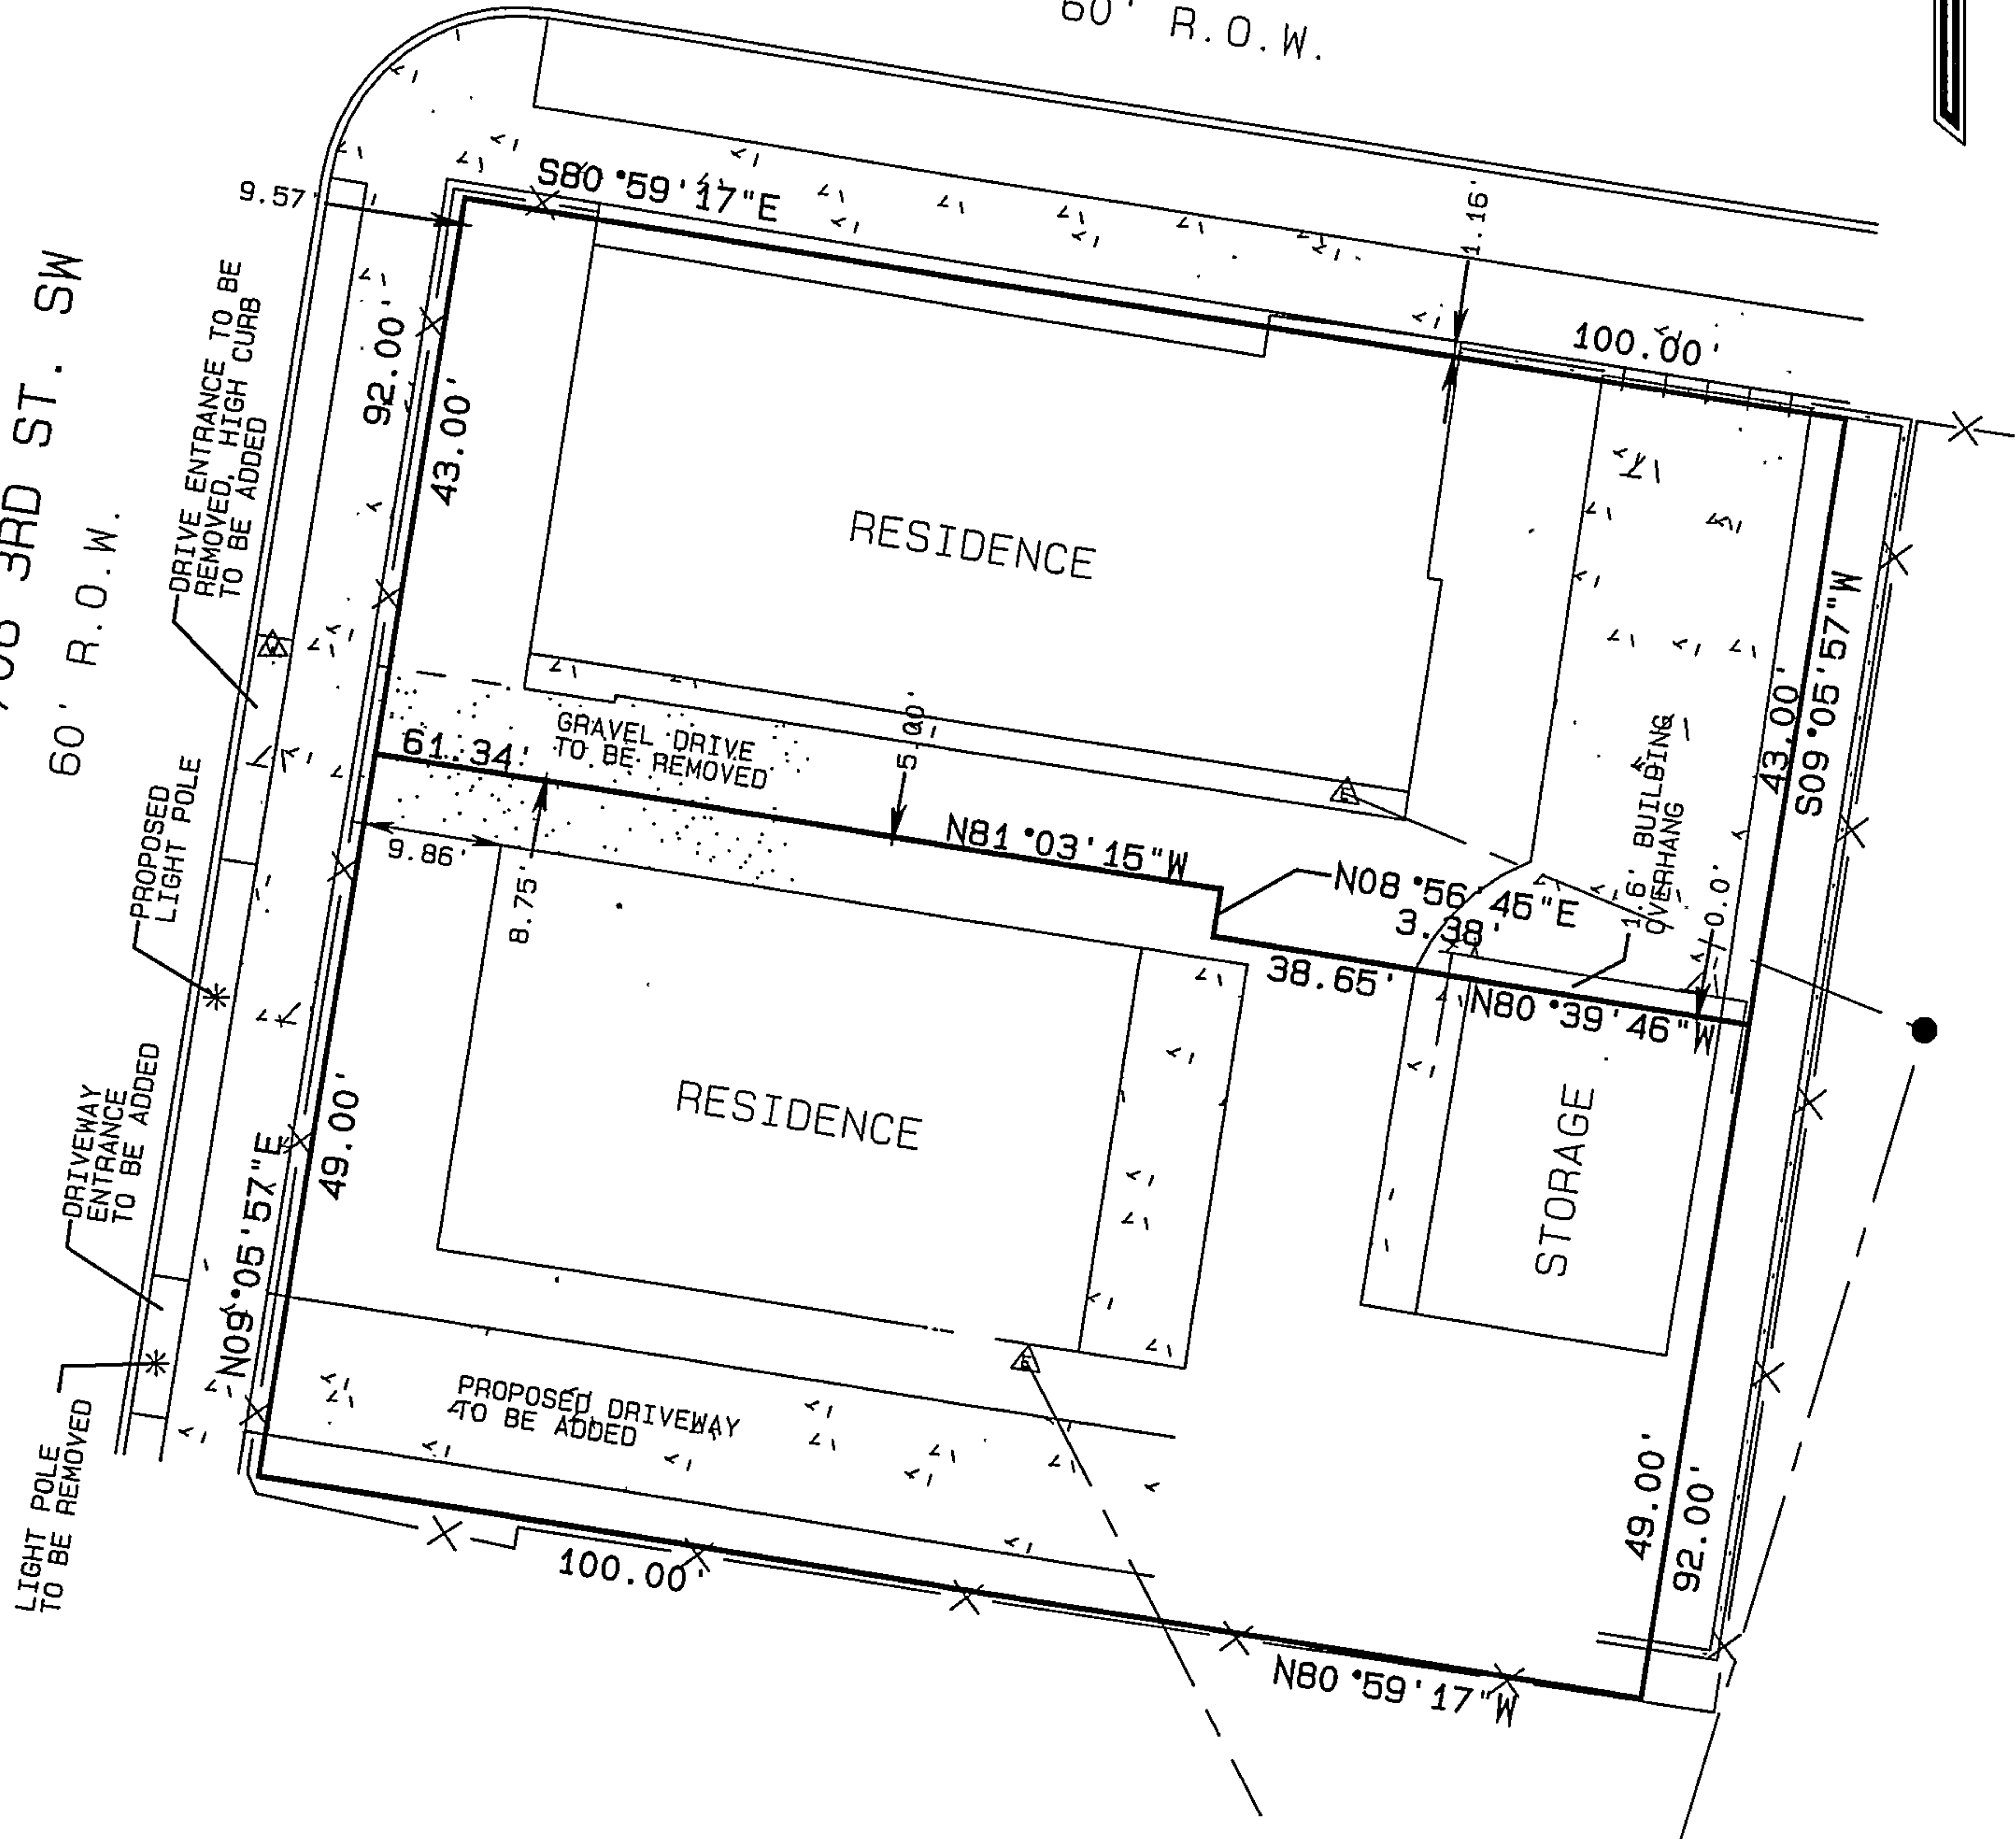 60' R.O.W.
S80°59'17"E
9.57'
1.16'
100.00'
3RD ST. SW
60' R.O.W.
DRIVE ENTRANCE TO BE
REMOVED, HIGH CURB
TO BE ADDED
92.00'
43.00'
RESIDENCE
S09°05'57"W
43.00'
GRAVEL DRIVE
TO BE REMOVED
61.34'
5.00'
N81°03'15"W
9.86'
8.75'
N08°56'45"E
3.38'
1.6' BUILDING
OVERHANG
0.0'
38.65'
N80°39'46"W
PROPOSED
LIGHT POLE
RESIDENCE
STORAGE
49.00'
N09°05'57"E
DRIVEWAY
ENTRANCE
TO BE ADDED
PROPOSED DRIVEWAY
TO BE ADDED
LIGHT POLE
TO BE REMOVED
49.00'
92.00'
100.00'
N80°59'17"W